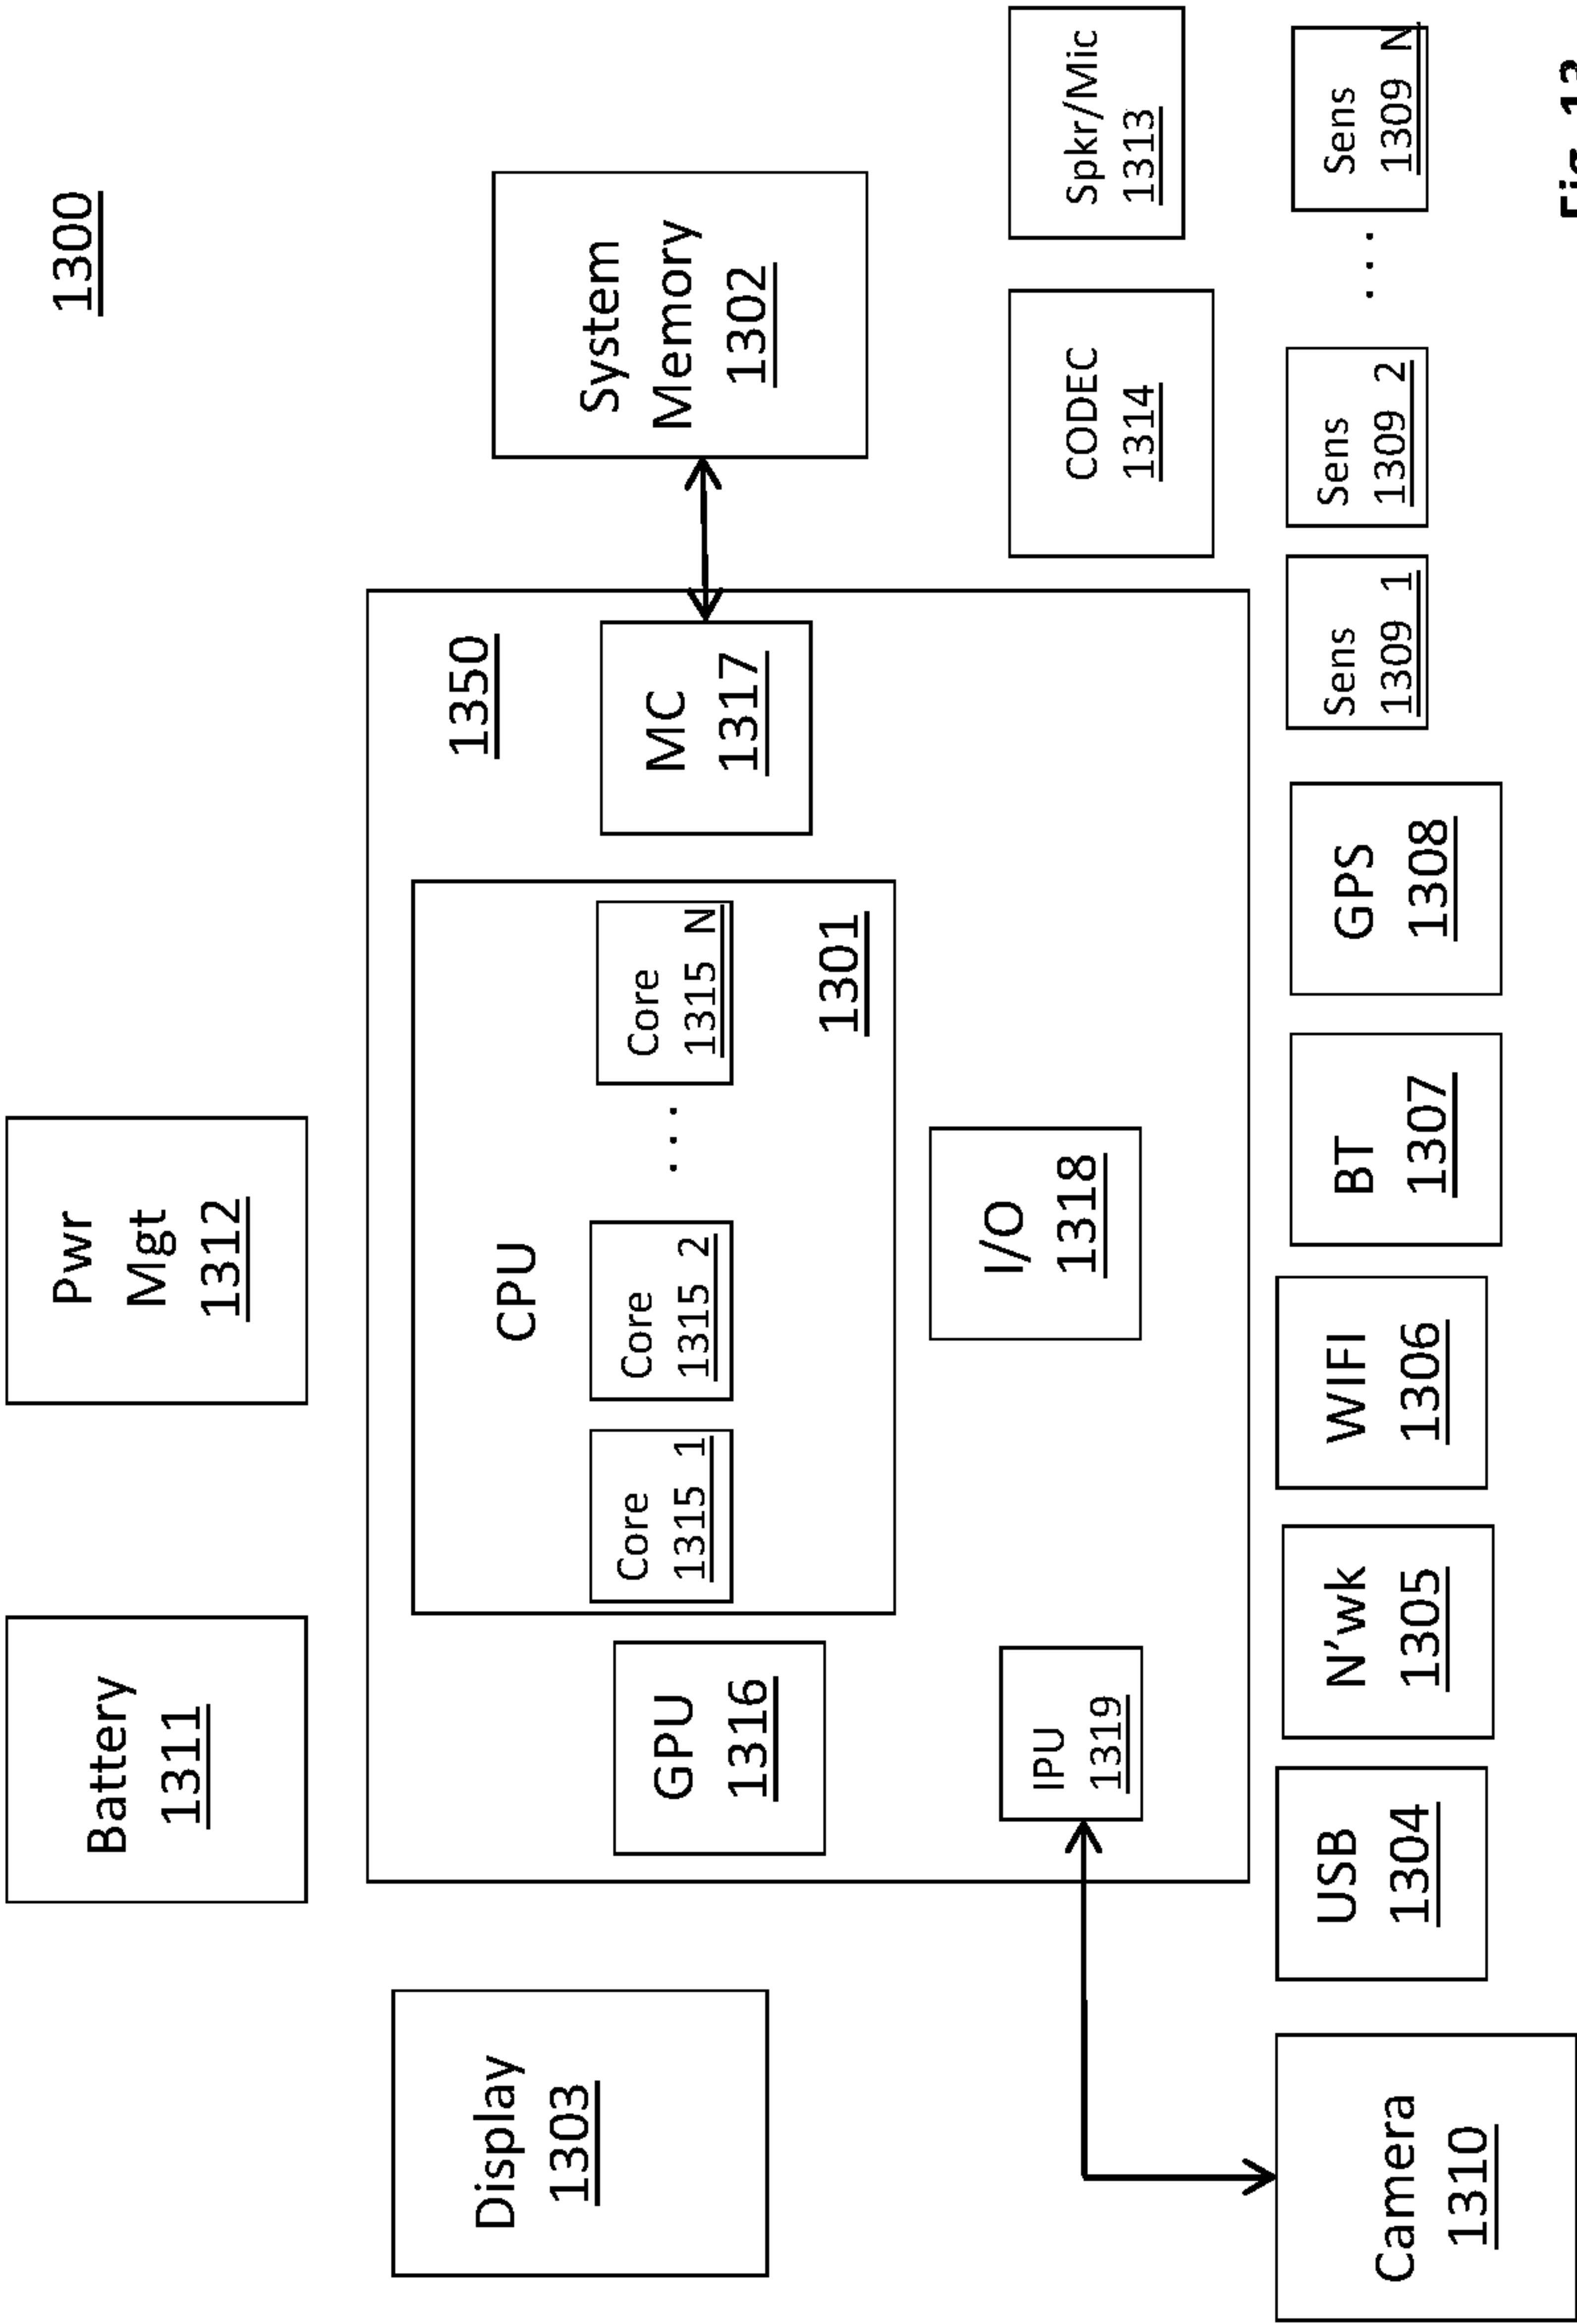 1300
Battery
1311
Pwr
Mgt
1312
Display
1303
1350
CPU
Core
1315_1
Core
1315_2
...
Core
1315_N
1301
GPU
1316
MC
1317
System
Memory
1302
IPU
1319
I/O
1318
CODEC
1314
Spkr/Mic
1313
Camera
1310
USB
1304
N'wk
1305
WIFI
1306
BT
1307
GPS
1308
Sens
1309_1
Sens
1309_2
...
Sens
1309_N